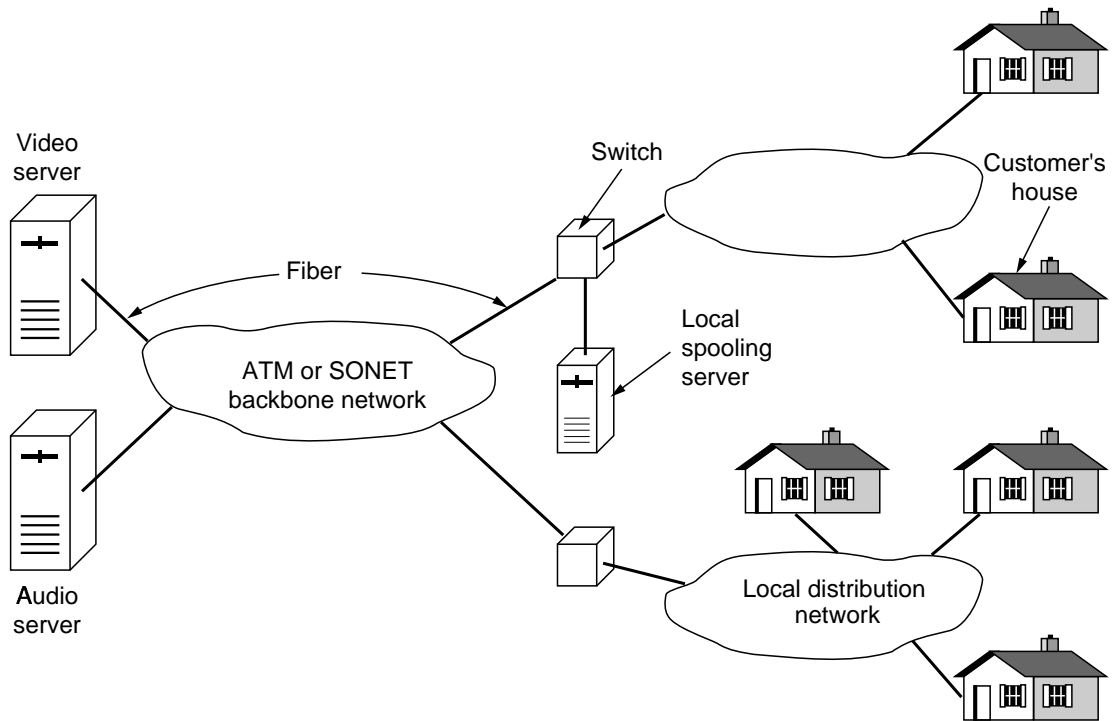 Video
server
Switch
Customer's
house
Fiber
Local
spooling
server
ATM or SONET
backbone network
Audio
server
Local distribution
network